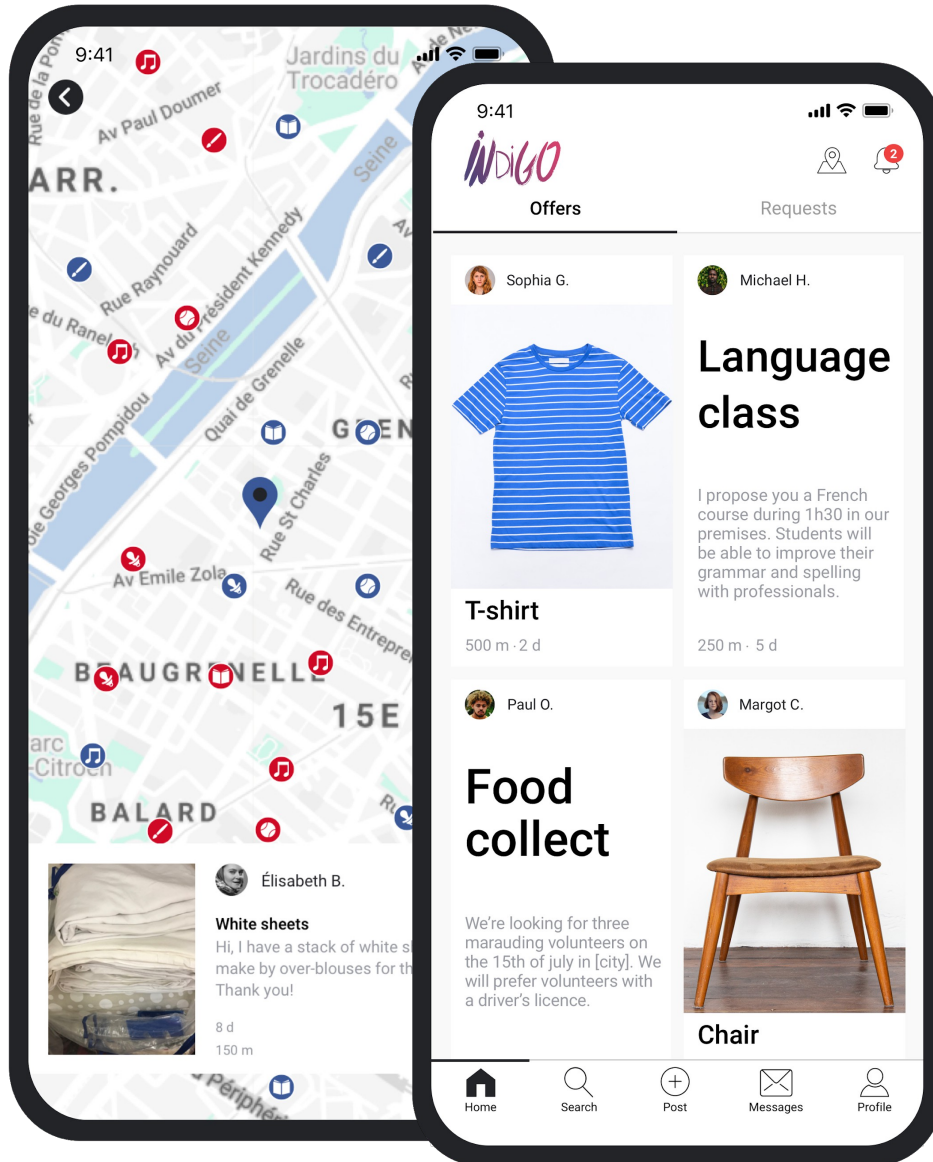 9:41
Jardins du
Trocadéro
Av Paul Doumer
ARR.
Seine
Rue Raynouard
Av du Président Kennedy
Seine
Quai de Grenelle
GREN
Rue St Charles
Av Emile Zola
Rue des Entrepre
BEAUGRENELLE
15E
arc
-Citroën
BALARD
Périphéri
Élisabeth B.
White sheets
Hi, I have a stack of white
make by over-blouses for
Thank you!
8 d
150 m
9:41
INDIGO
2
Offers
Requests
Sophia G.
T-shirt
500 m · 2 d
Michael H.
Language
class
I propose you a French
course during 1h30 in our
premises. Students will
be able to improve their
grammar and spelling
with professionals.
250 m · 5 d
Paul O.
Food
collect
We’re looking for three
marauding volunteers on
the 15th of july in [city]. We
will prefer volunteers with
a driver’s licence.
Margot C.
Chair
Home
Search
Post
Messages
Profile